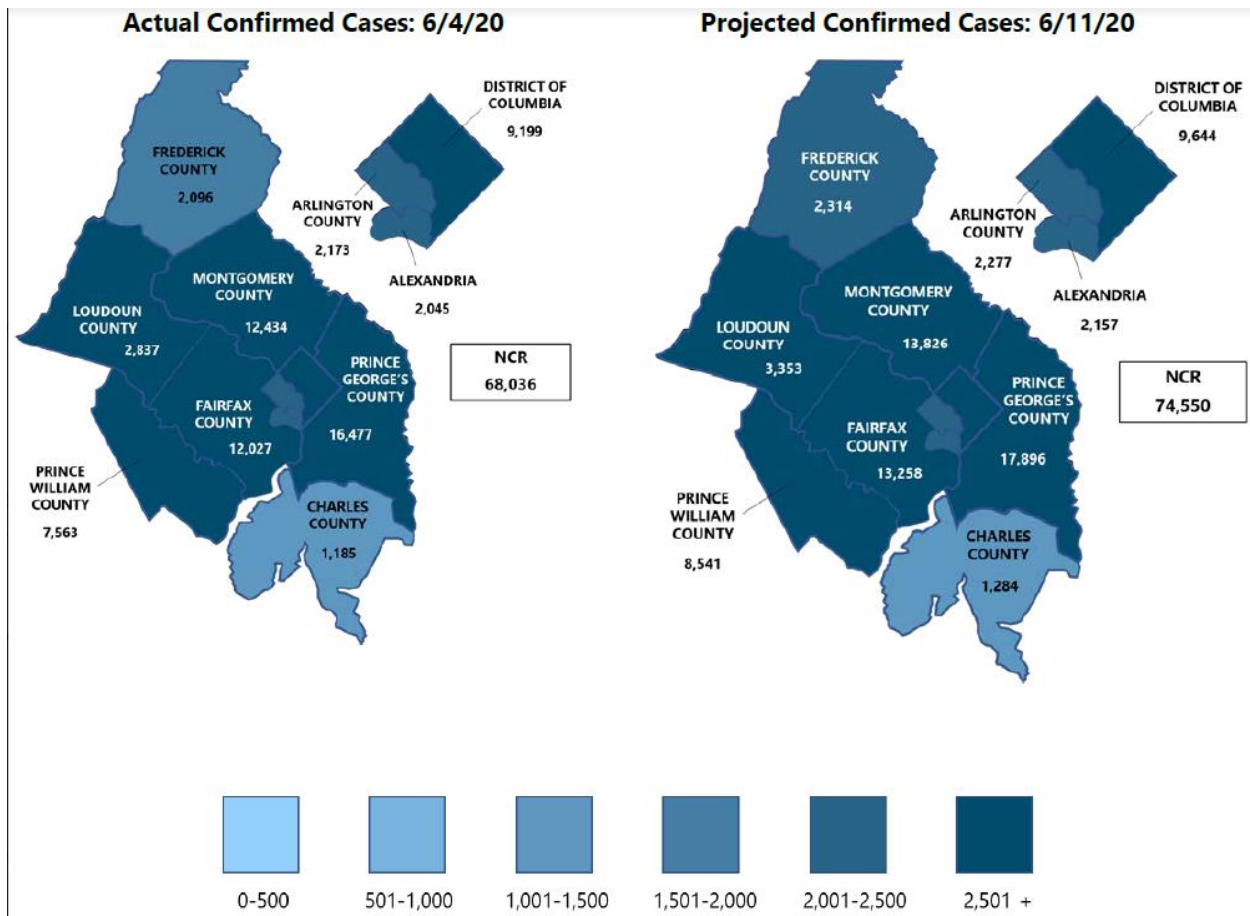 Actual Confirmed Cases: 6/4/20
DISTRICT OF
COLUMBIA
9,199
FREDERICK
COUNTY
2,096
ARLINGTON
COUNTY
2,173
ALEXANDRIA
2,045
MONTGOMERY
COUNTY
12,434
LOUDOUN
COUNTY
2,837
NCR
68,036
PRINCE
GEORGE'S
COUNTY
16,477
FAIRFAX
COUNTY
12,027
PRINCE
WILLIAM
COUNTY
7,563
CHARLES
COUNTY
1,185
Projected Confirmed Cases: 6/11/20
DISTRICT OF
COLUMBIA
9,644
FREDERICK
COUNTY
2,314
ARLINGTON
COUNTY
2,277
ALEXANDRIA
2,157
MONTGOMERY
COUNTY
13,826
LOUDOUN
COUNTY
3,353
NCR
74,550
PRINCE
GEORGE'S
COUNTY
17,896
FAIRFAX
COUNTY
13,258
PRINCE
WILLIAM
COUNTY
8,541
CHARLES
COUNTY
1,284
0-500
501-1,000
1,001-1,500
1,501-2,000
2,001-2,500
2,501 +